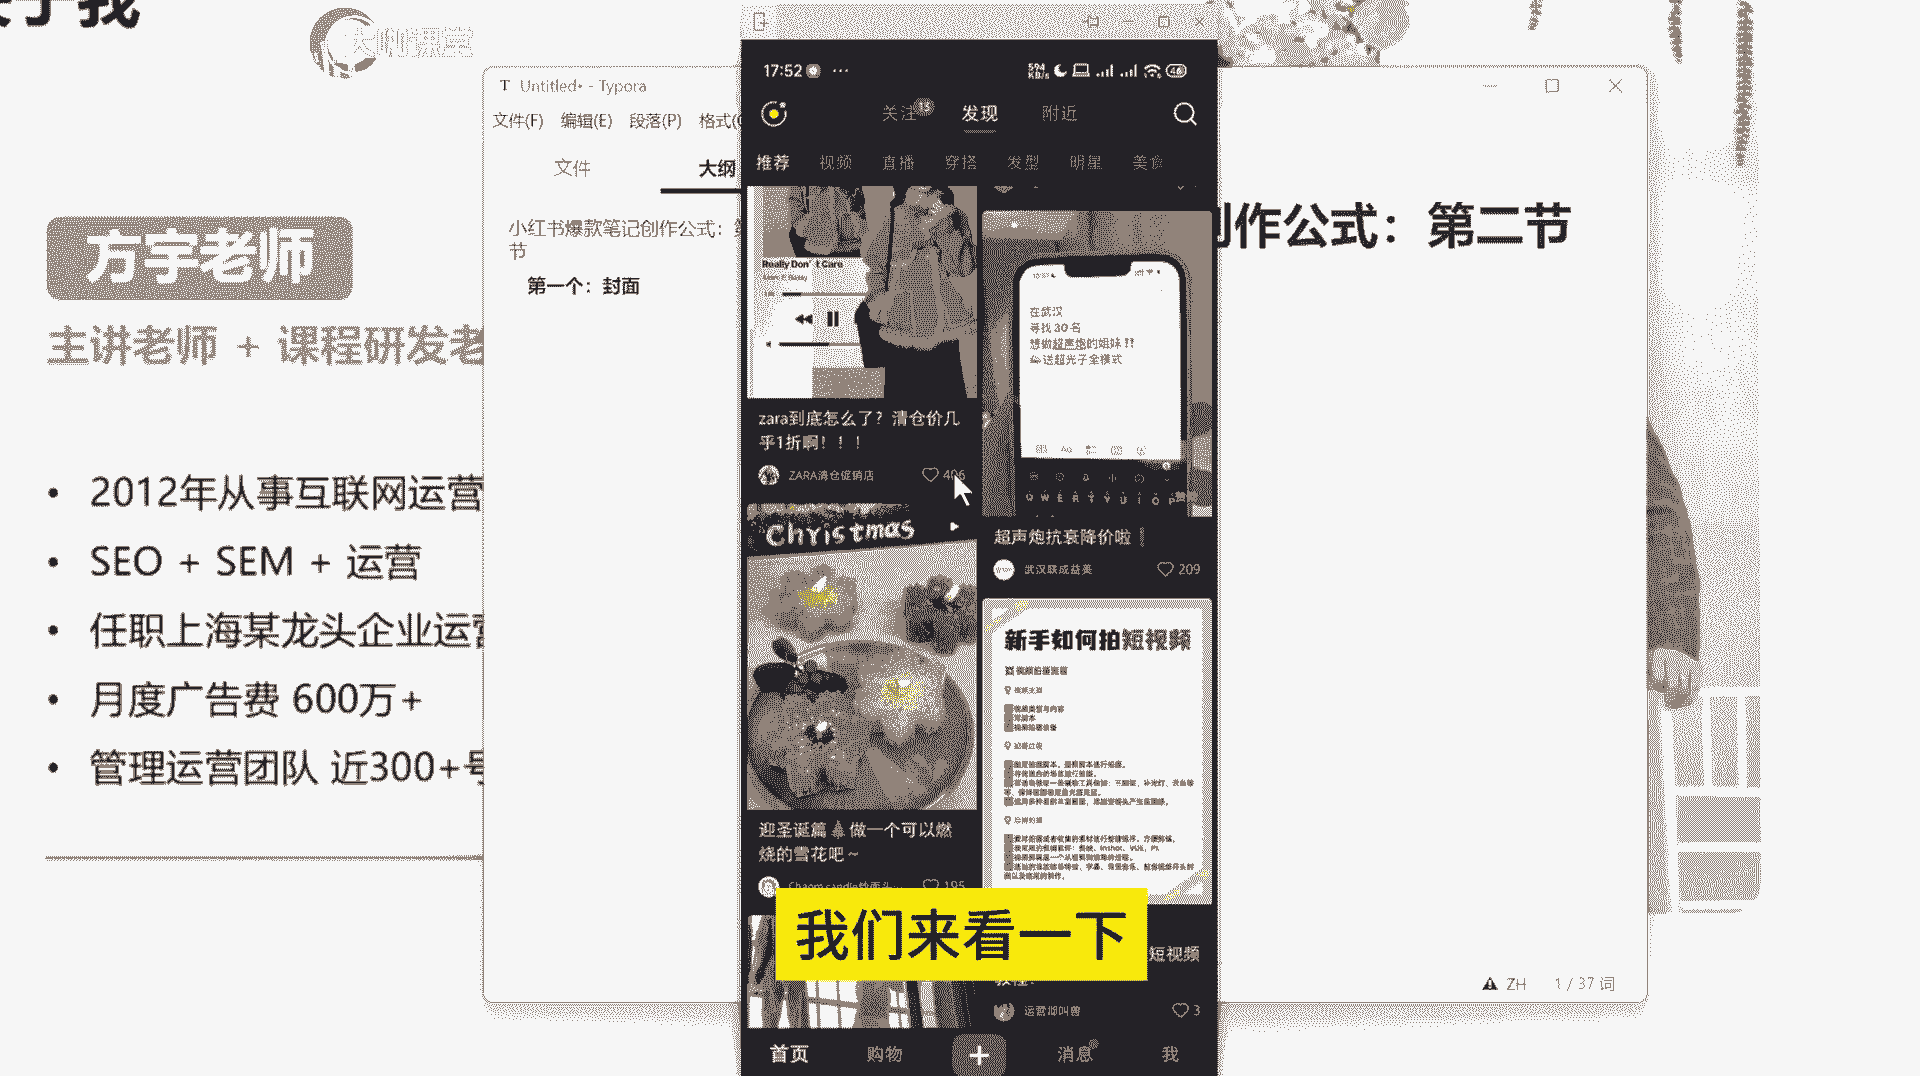 关于我
大咖课堂
方宇老师
主讲老师 + 课程研发老
• 2012年从事互联网运营
• SEO + SEM + 运营
• 任职上海某龙头企业运营
• 月度广告费 600万+
• 管理运营团队 近300+号
T Untitled• - Typora
文件(F) 编辑(E) 段落(P) 格式(O
文件 大纲
小红书爆款笔记创作公式：第
节
第一个：封面
创作公式：第二节
ZH 1 / 37 词
17:52 ···
594 KB/s 46
关注 13 发现 附近
推荐 视频 直播 穿搭 发型 明星 美食
Really Don't Care
zara到底怎么了？清仓价几
乎1折啊！！！
ZARA清仓促销店 406
Christmas
迎圣诞篇🎄做一个可以燃
烧的雪花吧～
195
在武汉
寻找 30 名
想做超声炮的姐妹 ‼
送超光子全模式
Q W E R T Y U I O P
赞助
超声炮抗衰降价啦❗
武汉联成益美 209
新手如何拍短视频
短视频
教程！
3
我们来看一下
首页 购物 + 消息 我